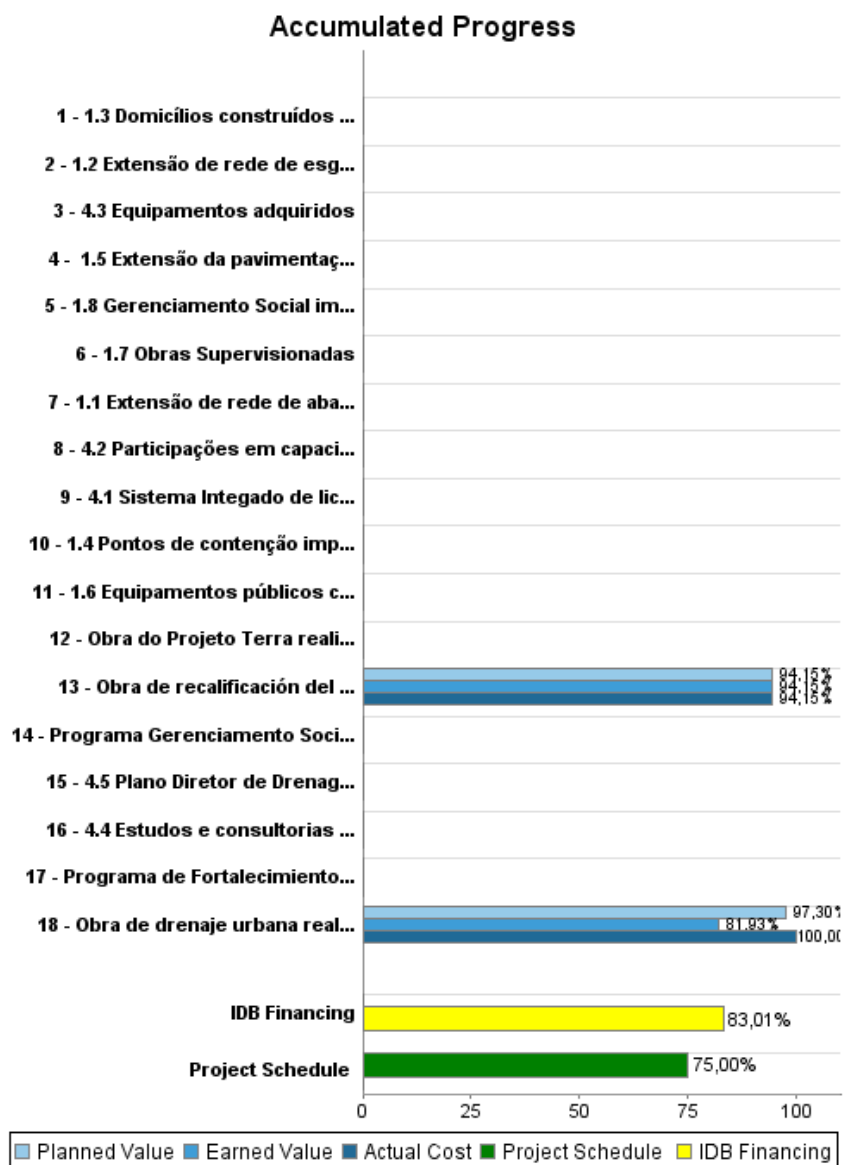 Accumulated Progress
1 - 1.3 Domicílios construídos ...
2 - 1.2 Extensão de rede de esg...
3 - 4.3 Equipamentos adquiridos
4 - 1.5 Extensão da pavimentaç...
5 - 1.8 Gerenciamento Social im...
6 - 1.7 Obras Supervisionadas
7 - 1.1 Extensão de rede de aba...
8 - 4.2 Participações em capaci...
9 - 4.1 Sistema Integado de lic...
10 - 1.4 Pontos de contenção imp...
11 - 1.6 Equipamentos públicos c...
12 - Obra do Projeto Terra reali...
94,15%
13 - Obra de recalificación del ... 94,15%
94,15%
14 - Programa Gerenciamento Soci...
15 - 4.5 Plano Diretor de Drenag...
16 - 4.4 Estudos e consultorias ...
17 - Programa de Fortalecimiento...
97,30%
18 - Obra de drenaje urbana real... 81,93%
100,00
IDB Financing 83,01%
Project Schedule 75,00%
0 25 50 75 100
Planned Value Earned Value Actual Cost Project Schedule IDB Financing